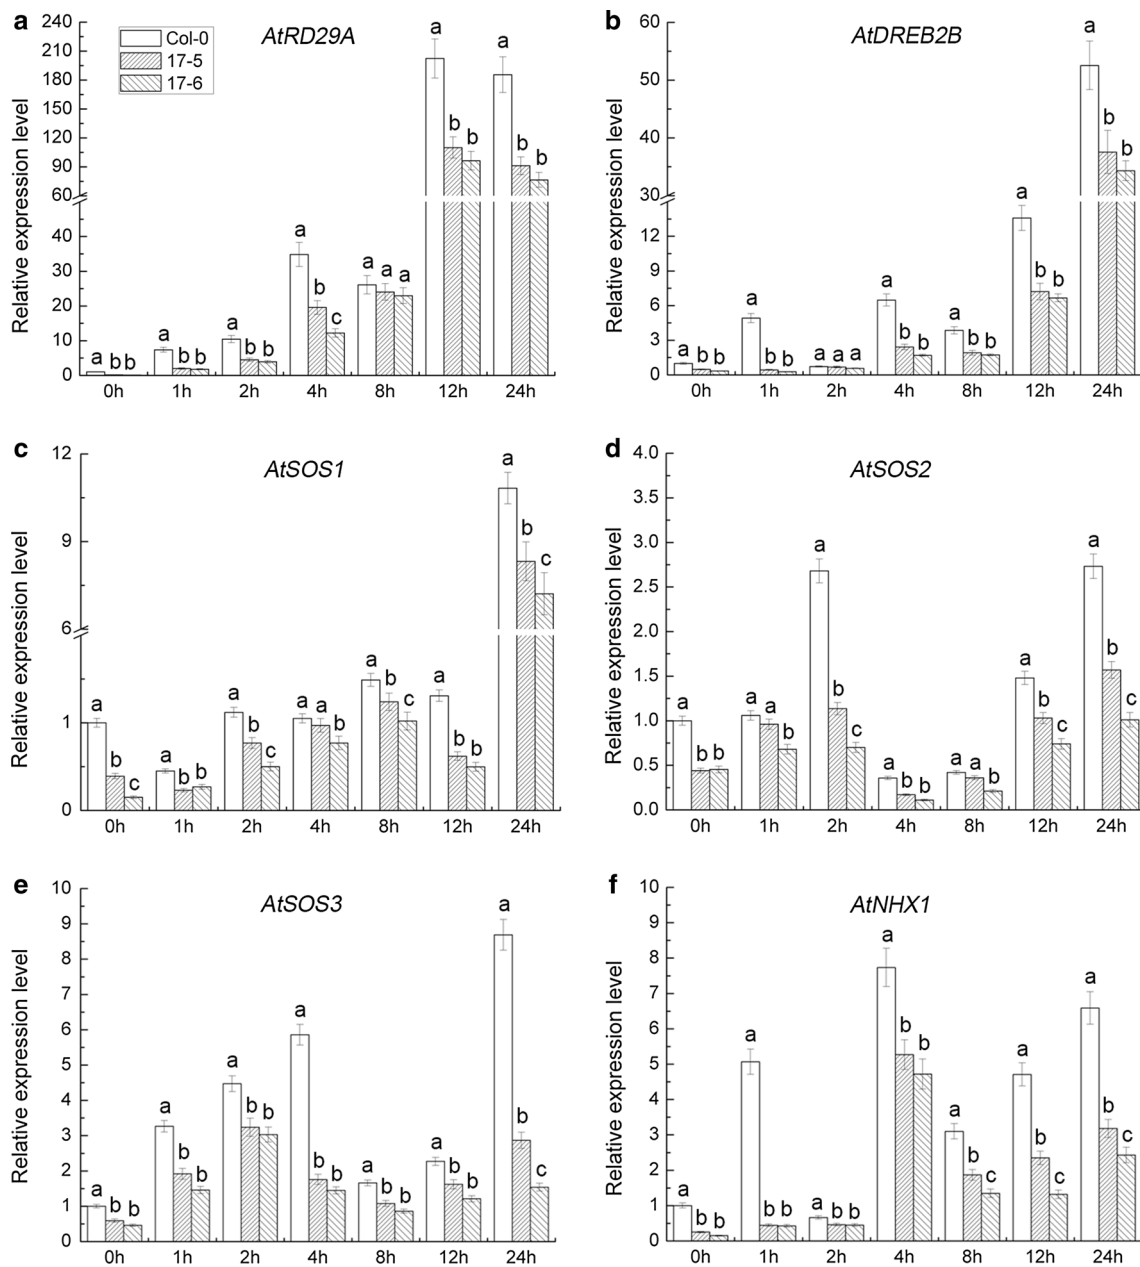 a
AtRD29A
Col-0
17-5
17-6
Relative expression level
240
210
180
150
120
90
60
40
30
20
10
0
a b b
a b b
a b b
a b c
a a a
a b b
a b b
0h 1h 2h 4h 8h 12h 24h
b
AtDREB2B
Relative expression level
60
50
40
30
12
9
6
3
0
a b b
a b b
a a a
a b b
a b b
a b b
a b b
0h 1h 2h 4h 8h 12h 24h
c
AtSOS1
Relative expression level
12
9
6
1
0
a b c
a b b
a b c
a a b
a b c
a b b
a b c
0h 1h 2h 4h 8h 12h 24h
d
AtSOS2
Relative expression level
4.0
3.5
3.0
2.5
2.0
1.5
1.0
0.5
0.0
a b b
a a b
a b c
a b b
a a b
a b c
a b c
0h 1h 2h 4h 8h 12h 24h
e
AtSOS3
Relative expression level
10
9
8
7
6
5
4
3
2
1
0
a b b
a b b
a b b
a b b
a b b
a b b
a b c
0h 1h 2h 4h 8h 12h 24h
f
AtNHX1
Relative expression level
10
9
8
7
6
5
4
3
2
1
0
a b b
a b b
a b b
a b b
a b c
a b c
a b c
0h 1h 2h 4h 8h 12h 24h